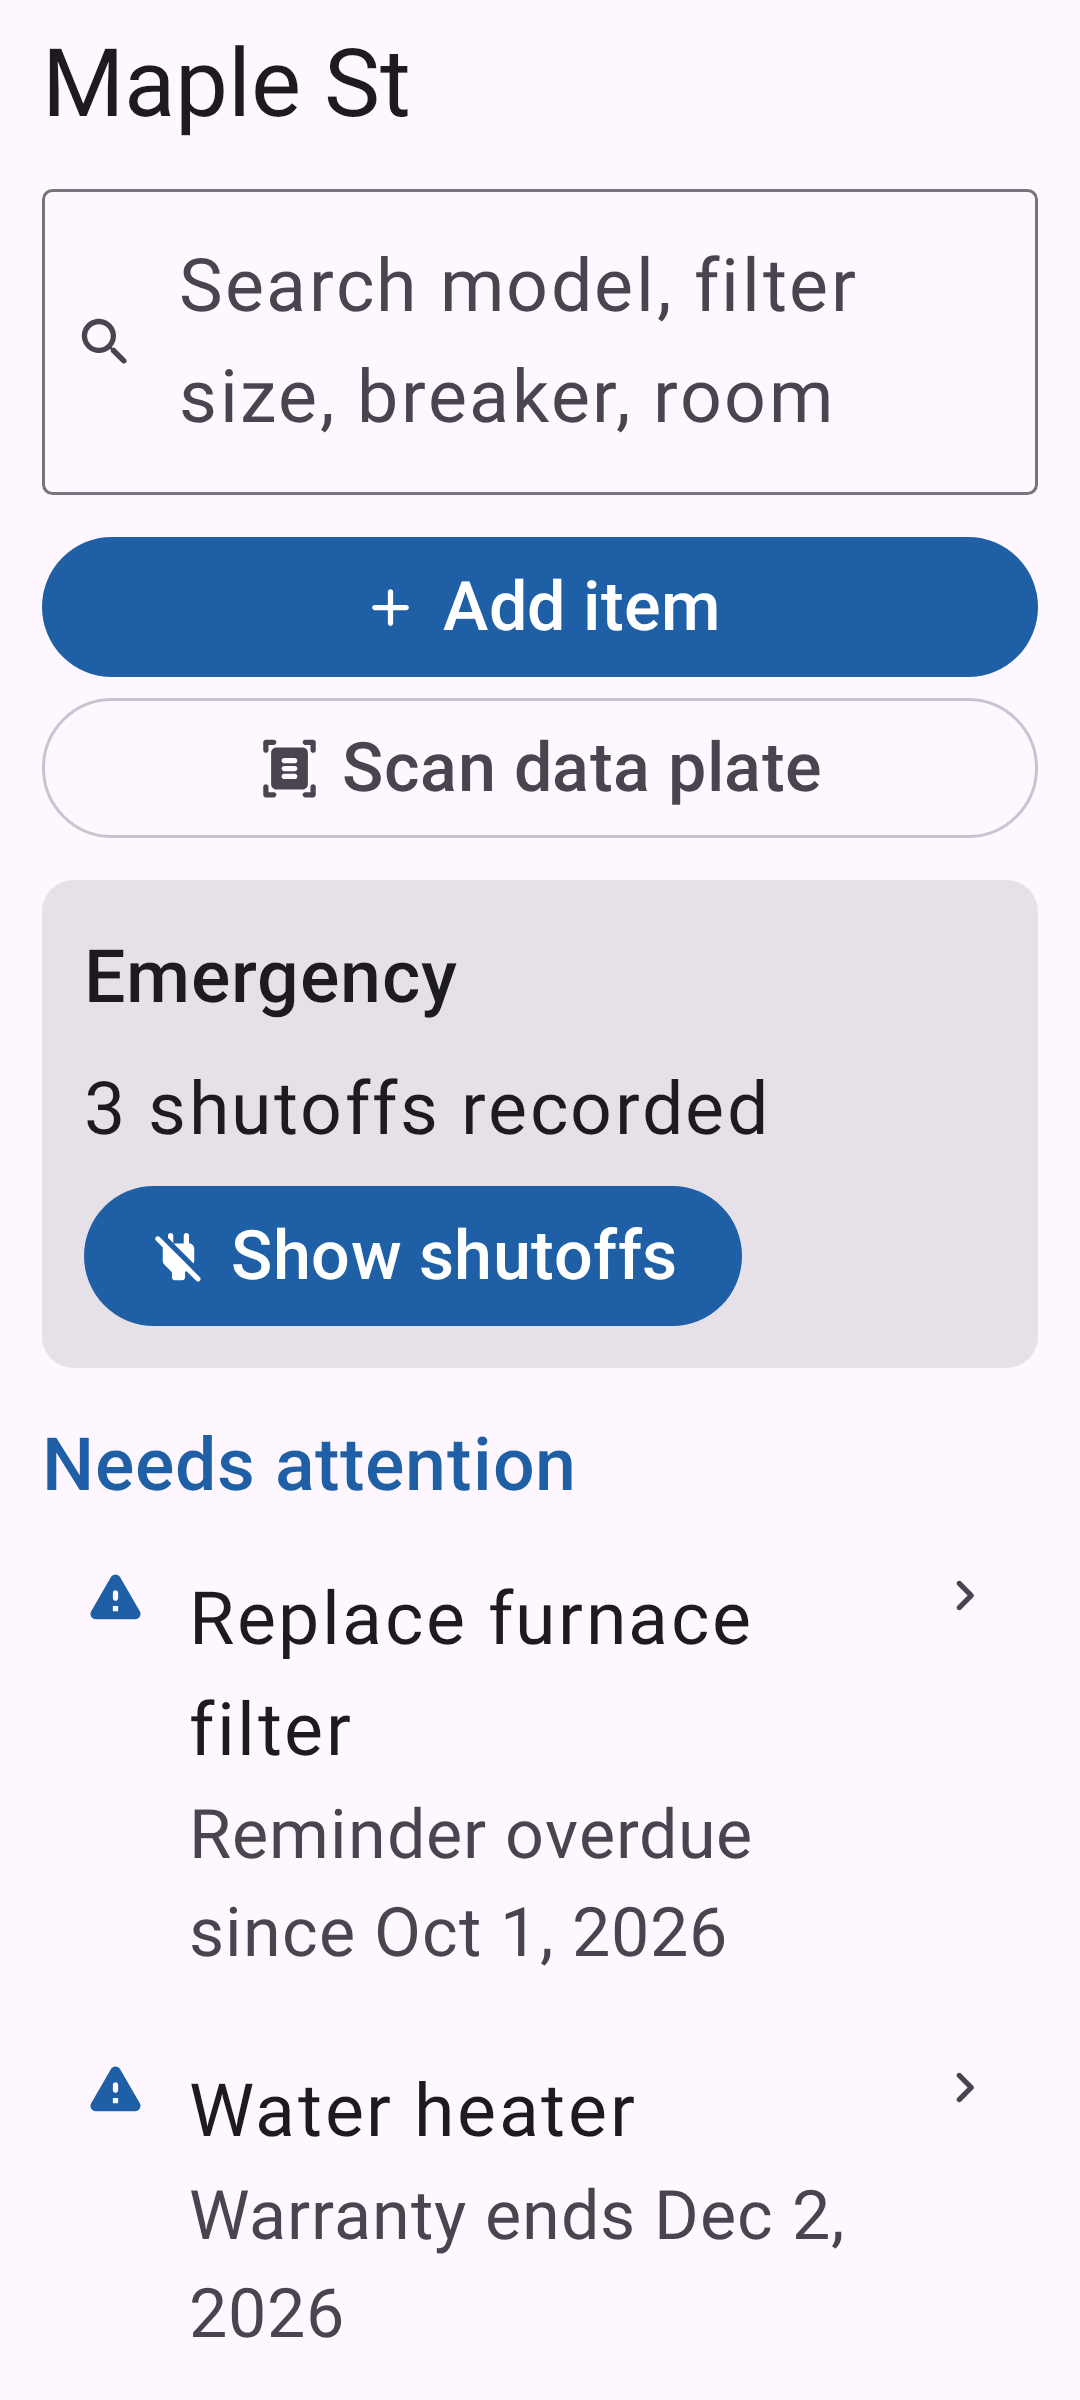 Maple St
Search model, filter
size, breaker, room
Add item
Scan data plate
Emergency
3 shutoffs recorded
Show shutoffs
Needs attention
Replace furnace
filter
Reminder overdue
since Oct 1, 2026
Water heater
Warranty ends Dec 2,
2026